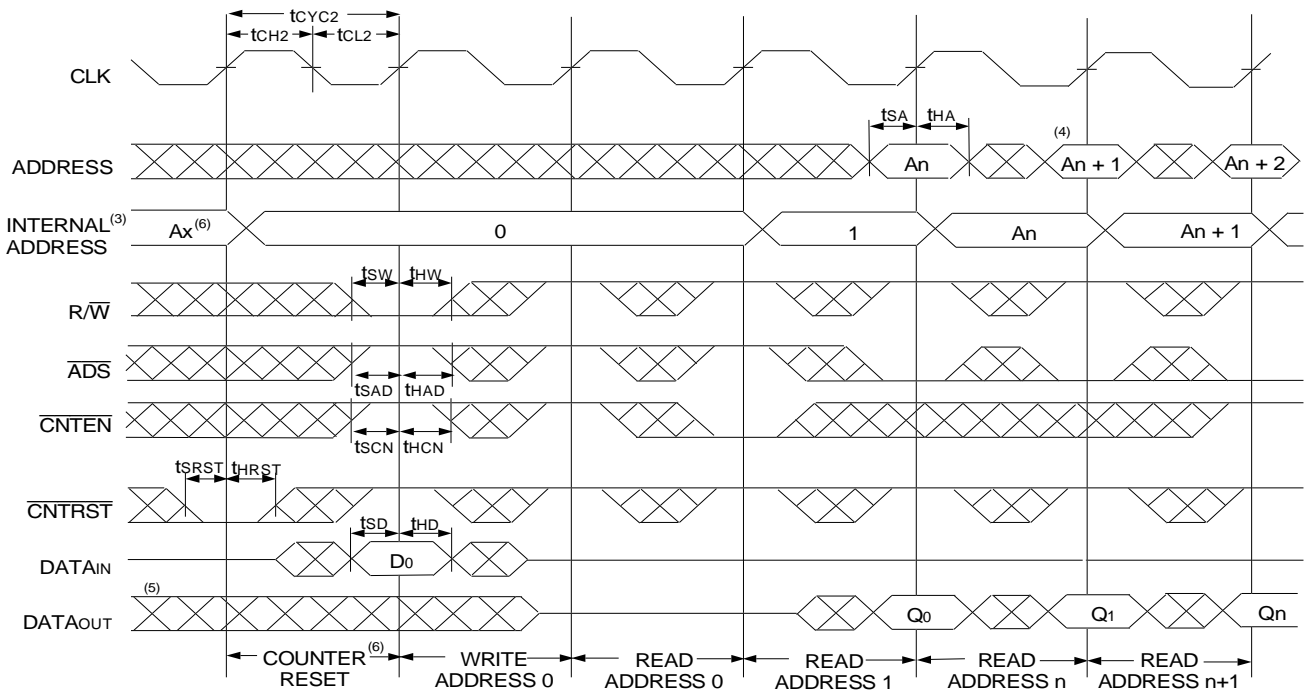 tCYC2
tCH2 tCL2
CLK
tSA tHA
(4)
ADDRESS An An + 1 An + 2
INTERNAL(3)
ADDRESS
Ax(6) 0 1 An An + 1
tSW tHW
R/W̅
A̅D̅S̅
tSAD tHAD
C̅N̅T̅E̅N̅
tSCN tHCN
tSRST tHRST
C̅N̅T̅R̅S̅T̅
tSD tHD
DATAIN D0
(5)
DATAOUT Q0 Q1 Qn
COUNTER(6)
RESET
WRITE
ADDRESS 0
READ
ADDRESS 0
READ
ADDRESS 1
READ
ADDRESS n
READ
ADDRESS n+1